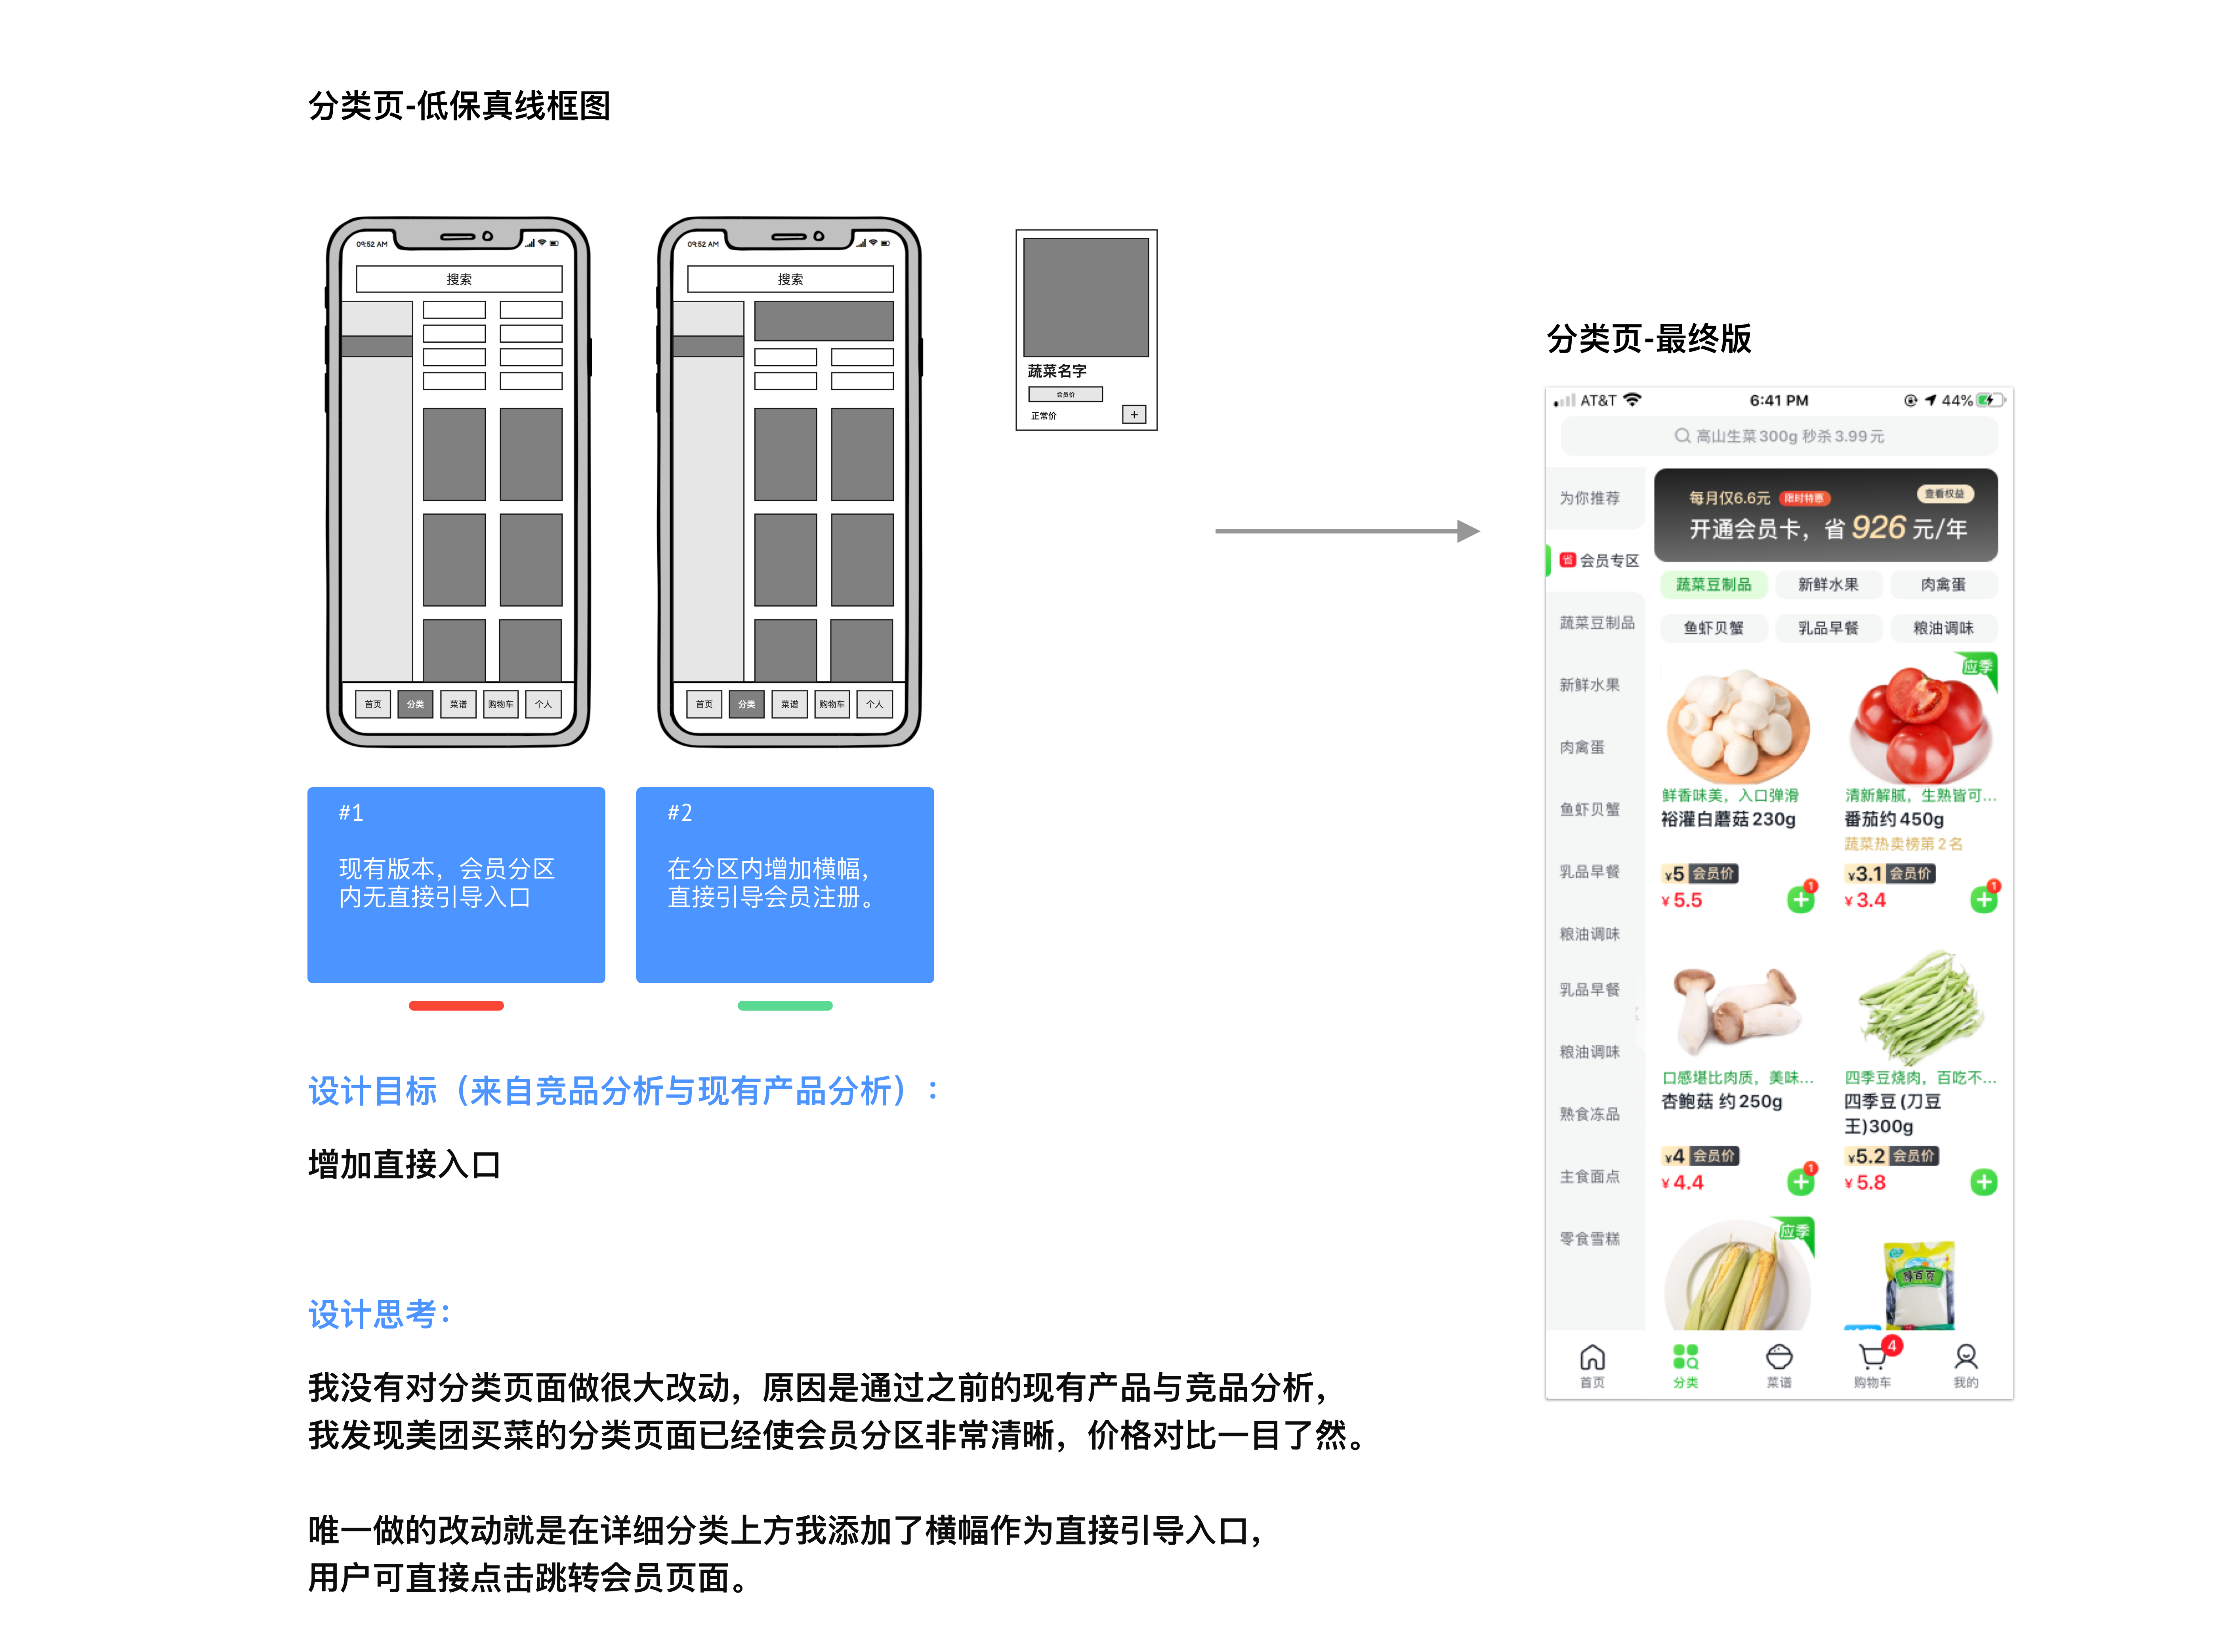 分类页-低保真线框图
09:52 AM
搜索
首页 分类 菜谱 购物车 个人
09:52 AM
搜索
首页 分类 菜谱 购物车 个人
蔬菜名字
会员价
正常价
+
#1
现有版本，会员分区
内无直接引导入口
#2
在分区内增加横幅，
直接引导会员注册。
设计目标（来自竞品分析与现有产品分析）：
增加直接入口
设计思考：
我没有对分类页面做很大改动，原因是通过之前的现有产品与竞品分析，
我发现美团买菜的分类页面已经使会员分区非常清晰，价格对比一目了然。
唯一做的改动就是在详细分类上方我添加了横幅作为直接引导入口，
用户可直接点击跳转会员页面。
分类页-最终版
AT&T 6:41 PM 44%
高山生菜300g 秒杀3.99元
为你推荐
省 会员专区
蔬菜豆制品
新鲜水果
肉禽蛋
鱼虾贝蟹
乳品早餐
粮油调味
乳品早餐
粮油调味
熟食冻品
主食面点
零食雪糕
每月仅6.6元 限时特惠 查看权益
开通会员卡，省 926 元/年
蔬菜豆制品 新鲜水果 肉禽蛋
鱼虾贝蟹 乳品早餐 粮油调味
鲜香味美，入口弹滑
裕灌白蘑菇230g
¥5 会员价
¥5.5
1
应季
清新解腻，生熟皆可...
番茄约450g
蔬菜热卖榜第2名
¥3.1 会员价
¥3.4
1
口感堪比肉质，美味...
杏鲍菇 约250g
¥4 会员价
¥4.4
1
四季豆烧肉，百吃不...
四季豆(刀豆
王)300g
¥5.2 会员价
¥5.8
应季
首页 分类 菜谱 购物车 4 我的